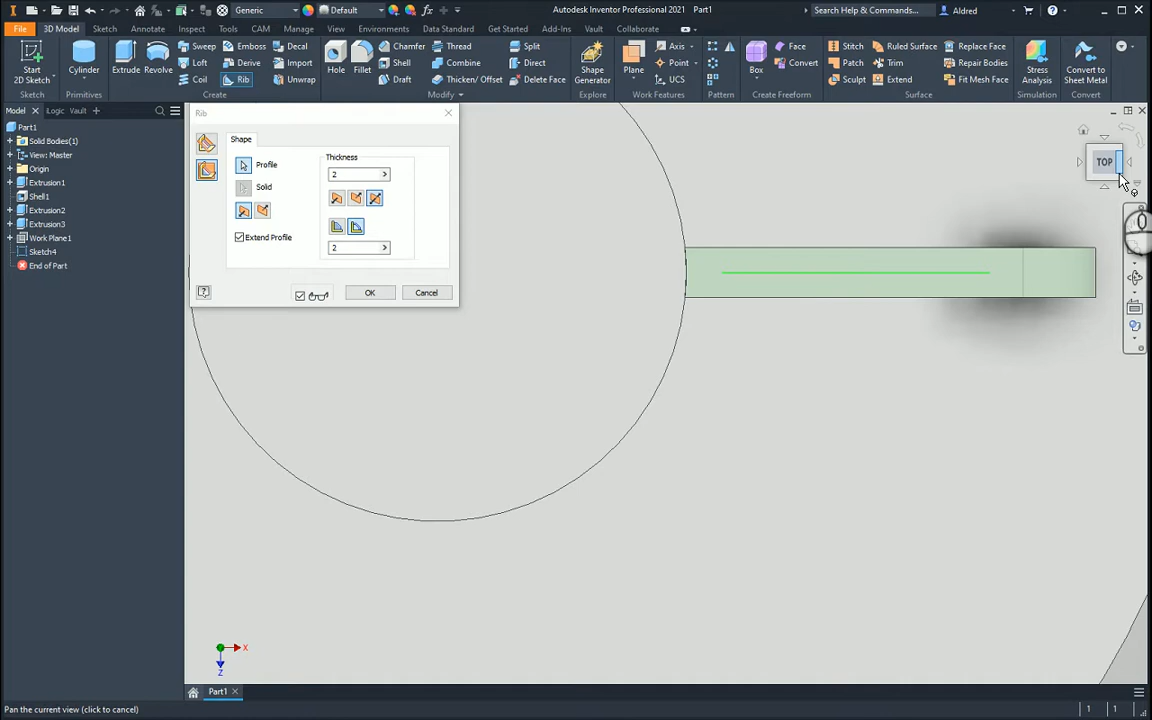 Generic
Default
Autodesk Inventor Professional 2021 Part1
Search Help & Commands...
Aldred
File
3D Model
Sketch
Annotate
Inspect
Tools
Manage
View
Environments
Data Standard
Get Started
Add-Ins
Vault
Collaborate
Start
2D Sketch
Cylinder
Extrude
Revolve
Sweep
Loft
Coil
Emboss
Derive
Rib
Decal
Import
Unwrap
Hole
Fillet
Chamfer
Shell
Draft
Thread
Combine
Thicken/ Offset
Split
Direct
Delete Face
Shape
Generator
Plane
Axis
Point
UCS
Box
Face
Convert
Stitch
Patch
Sculpt
Ruled Surface
Trim
Extend
Replace Face
Repair Bodies
Fit Mesh Face
Stress
Analysis
Convert to
Sheet Metal
Sketch
Primitives
Create
Modify
Explore
Work Features
Pattern
Create Freeform
Surface
Simulation
Convert
Model
Logic
Vault
Part1
Solid Bodies(1)
View: Master
Origin
Extrusion1
Shell1
Extrusion2
Extrusion3
Work Plane1
Sketch4
End of Part
Rib
Shape
Profile
Solid
Extend Profile
Thickness
2
2
OK
Cancel
TOP
X
Z
Part1
Pan the current view (click to cancel)
1 1